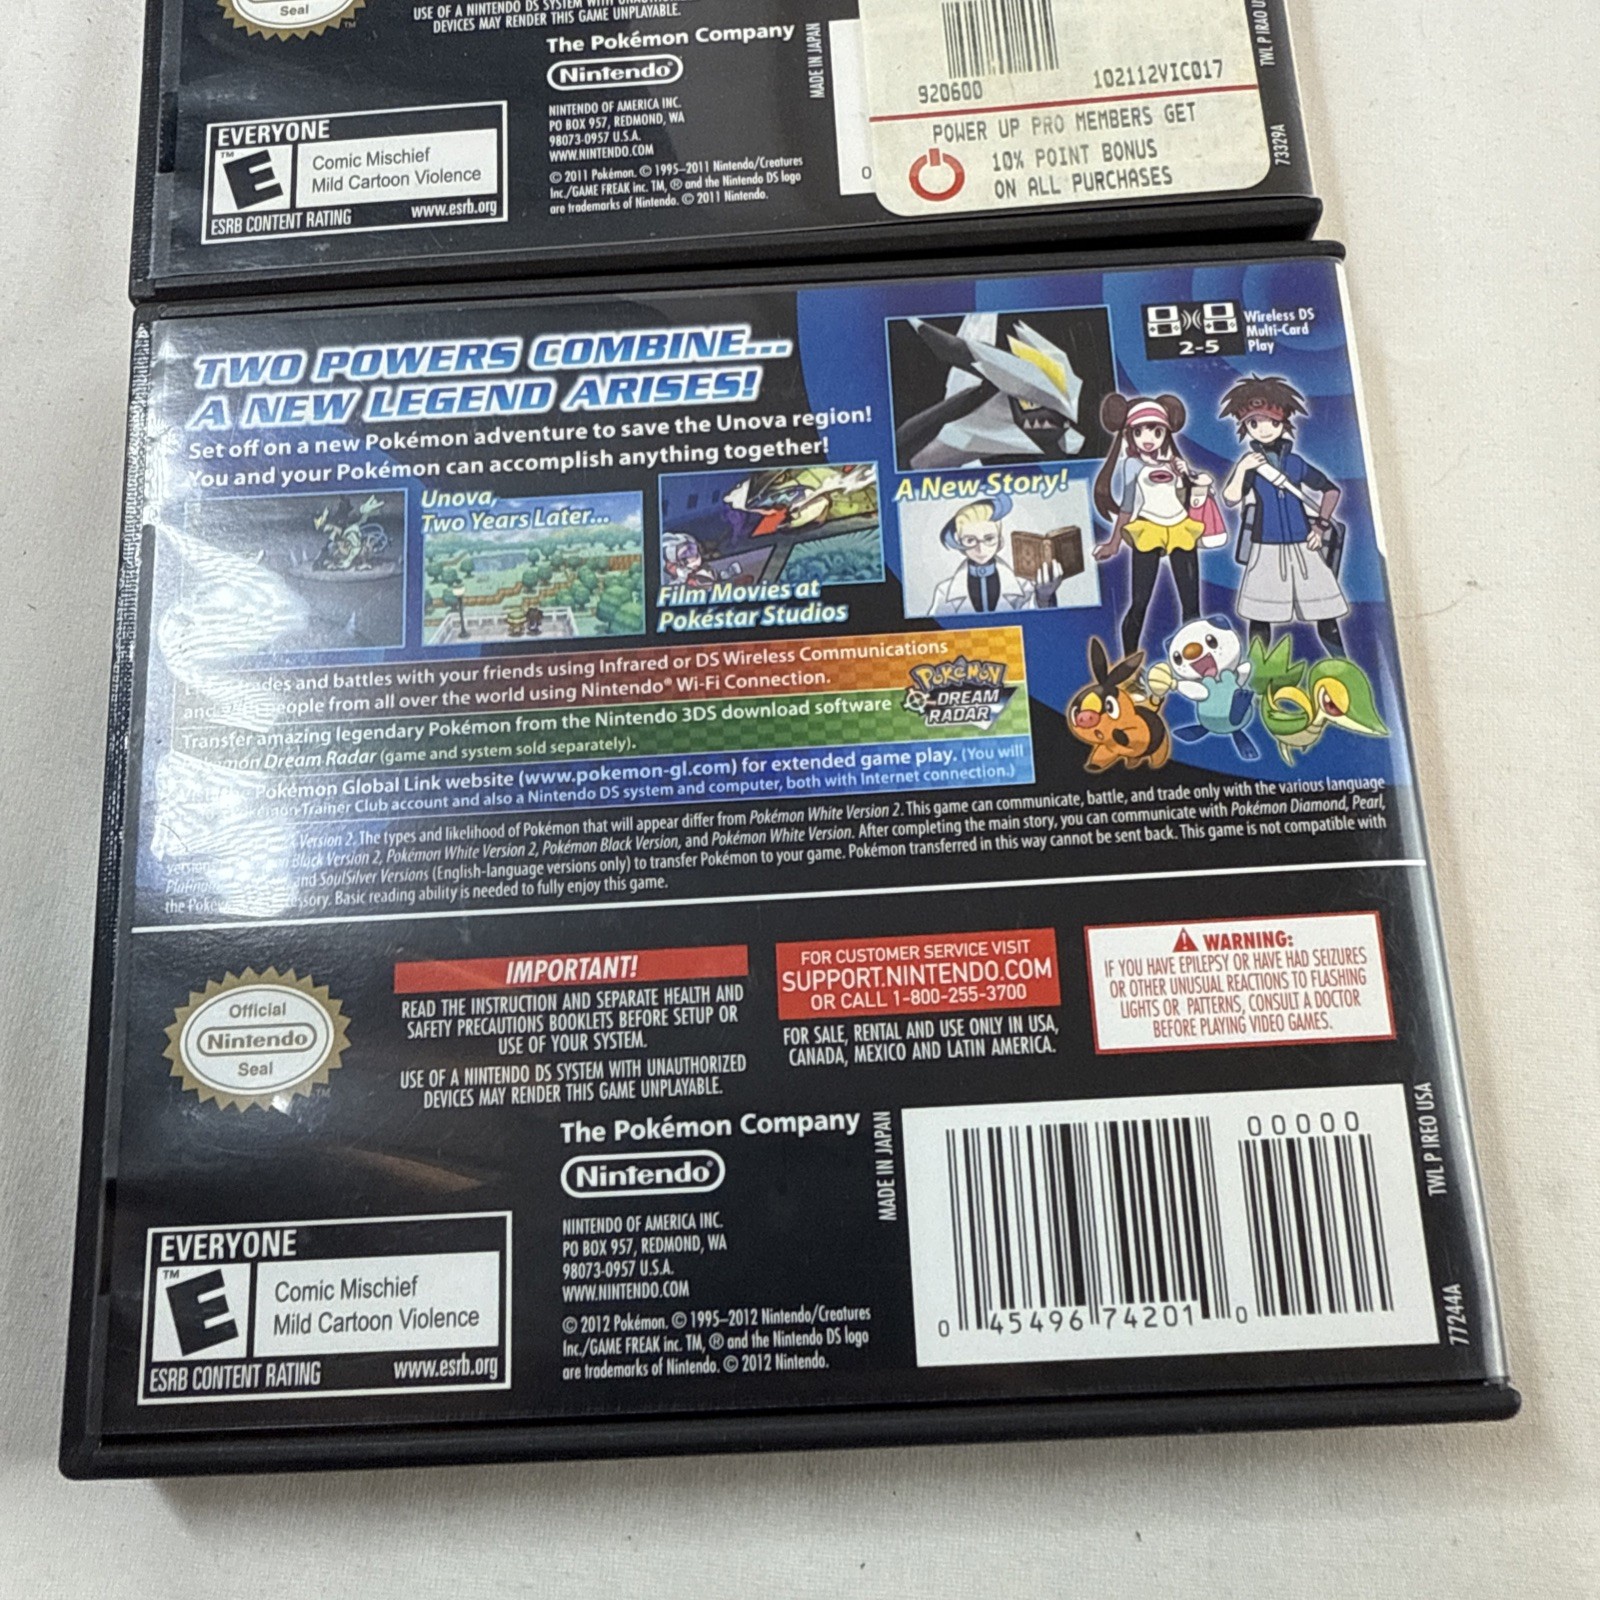 Seal
USE OF A NINTENDO DS SYSTEM WITH
DEVICES MAY RENDER THIS GAME UNPLAYABLE.
The Pokémon Company
Nintendo®
NINTENDO OF AMERICA INC.
PO BOX 957, REDMOND, WA
98073-0957 U.S.A.
WWW.NINTENDO.COM
© 2011 Pokémon. © 1995–2011 Nintendo/Creatures
Inc./GAME FREAK inc. TM, ® and the Nintendo DS logo
are trademarks of Nintendo. © 2011 Nintendo.
EVERYONE
TM
E
Comic Mischief
Mild Cartoon Violence
ESRB CONTENT RATING www.esrb.org
MADE IN JAPAN
0
920600 102112VIC017
POWER UP PRO MEMBERS GET
10% POINT BONUS
ON ALL PURCHASES
TWL P IRAO
73329A
TWO POWERS COMBINE...
A NEW LEGEND ARISES!
Set off on a new Pokémon adventure to save the Unova region!
You and your Pokémon can accomplish anything together!
2-5
Wireless DS
Multi-Card
Play
Unova,
Two Years Later...
Film Movies at
Pokéstar Studios
A New Story!
and battles with your friends using Infrared or DS Wireless Communications
and people from all over the world using Nintendo® Wi-Fi Connection.
Transfer amazing legendary Pokémon from the Nintendo 3DS download software
Dream Radar (game and system sold separately).
POKéMON
DREAM
RADAR
Pokémon Global Link website (www.pokemon-gl.com) for extended game play. (You will
Trainer Club account and also a Nintendo DS system and computer, both with Internet connection.)
Version 2. The types and likelihood of Pokémon that will appear differ from Pokémon White Version 2. This game can communicate, battle, and trade only with the various language
Black Version 2, Pokémon White Version 2, Pokémon Black Version, and Pokémon White Version. After completing the main story, you can communicate with Pokémon Diamond, Pearl,
and SoulSilver Versions (English-language versions only) to transfer Pokémon to your game. Pokémon transferred in this way cannot be sent back. This game is not compatible with
the Basic reading ability is needed to fully enjoy this game.
Official
Nintendo®
Seal
TM
IMPORTANT!
READ THE INSTRUCTION AND SEPARATE HEALTH AND
SAFETY PRECAUTIONS BOOKLETS BEFORE SETUP OR
USE OF YOUR SYSTEM.
USE OF A NINTENDO DS SYSTEM WITH UNAUTHORIZED
DEVICES MAY RENDER THIS GAME UNPLAYABLE.
FOR CUSTOMER SERVICE VISIT
SUPPORT.NINTENDO.COM
OR CALL 1-800-255-3700
FOR SALE, RENTAL AND USE ONLY IN USA,
CANADA, MEXICO AND LATIN AMERICA.
WARNING:
IF YOU HAVE EPILEPSY OR HAVE HAD SEIZURES
OR OTHER UNUSUAL REACTIONS TO FLASHING
LIGHTS OR PATTERNS, CONSULT A DOCTOR
BEFORE PLAYING VIDEO GAMES.
The Pokémon Company
Nintendo®
NINTENDO OF AMERICA INC.
PO BOX 957, REDMOND, WA
98073-0957 U.S.A.
WWW.NINTENDO.COM
© 2012 Pokémon. © 1995–2012 Nintendo/Creatures
Inc./GAME FREAK inc. TM, ® and the Nintendo DS logo
are trademarks of Nintendo. © 2012 Nintendo.
EVERYONE
TM
E
Comic Mischief
Mild Cartoon Violence
ESRB CONTENT RATING www.esrb.org
MADE IN JAPAN
00000
0 45496 74201 0
TWL P IREO USA
77244A